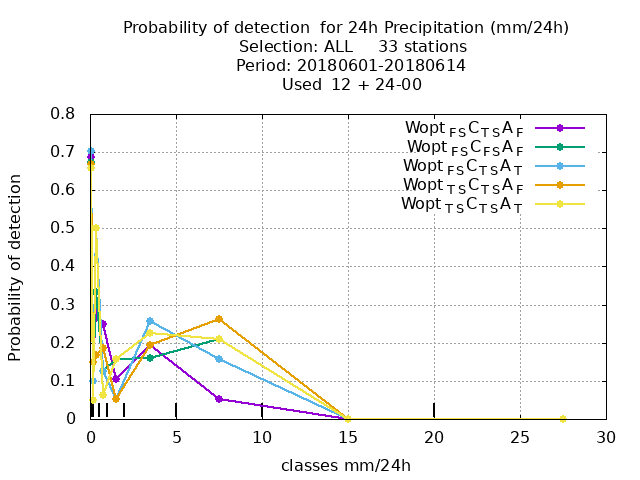 Probability of detection  for 24h Precipitation (mm/24h)
Selection: ALL     33 stations
Period: 20180601-20180614
Used  12 + 24-00
Probability of detection
0.8
0.7
0.6
0.5
0.4
0.3
0.2
0.1
0
Wopt FS C TS A F
Wopt FS C FS A F
Wopt FS C TS A T
Wopt TS C TS A F
Wopt TS C TS A T
0 5 10 15 20 25 30
classes mm/24h